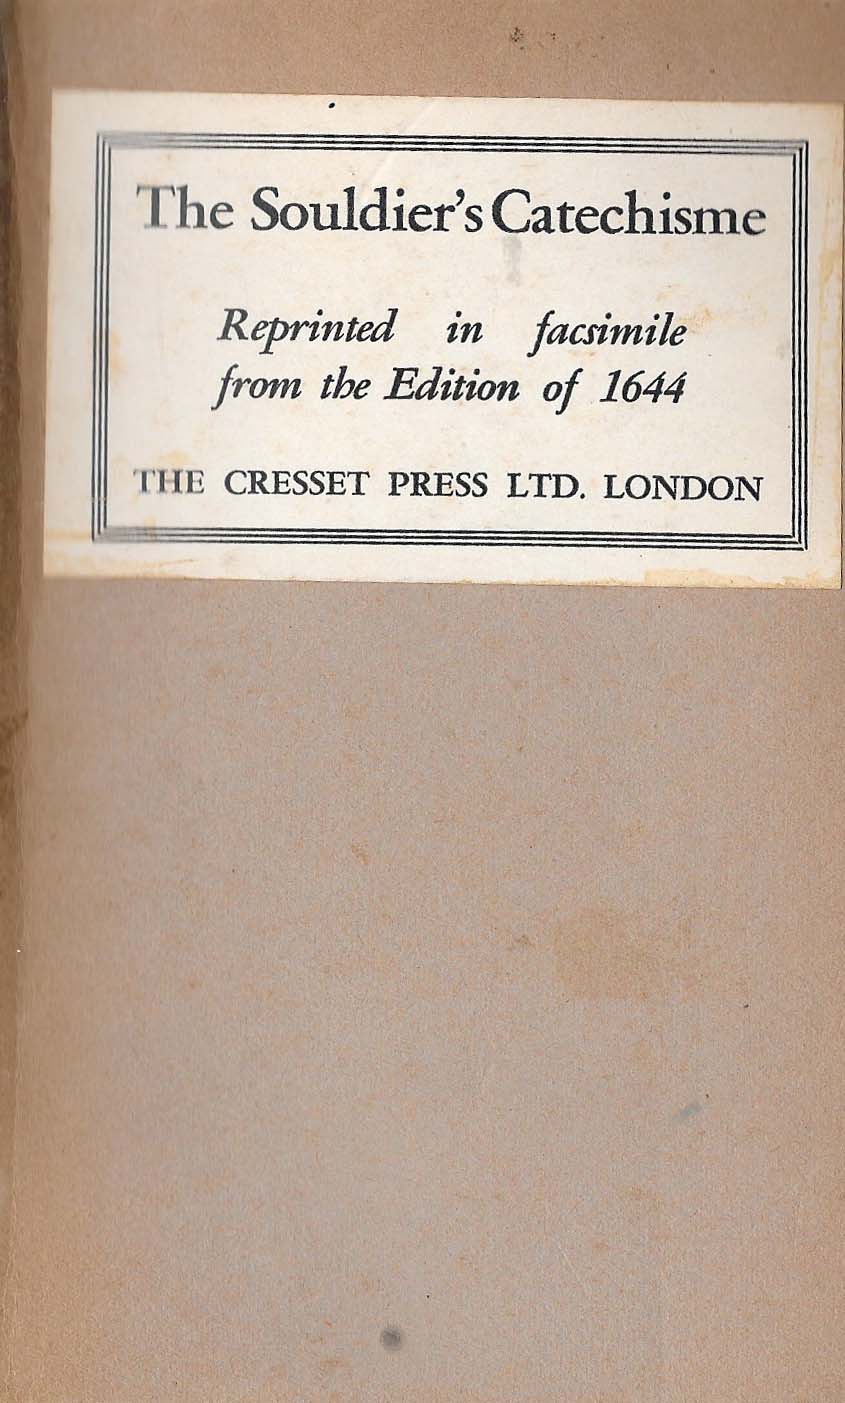 The Souldier's Catechisme
Reprinted in facsimile
from the Edition of 1644
THE CRESSET PRESS LTD. LONDON